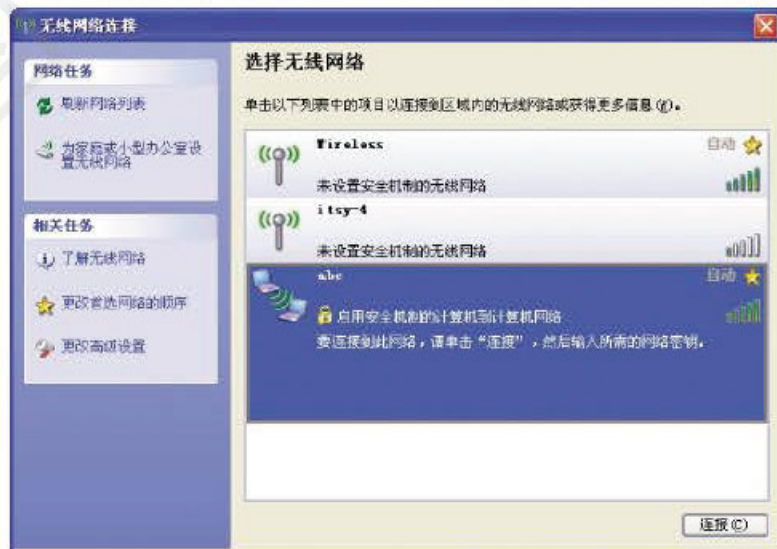 无线网络连接
网络任务
刷新网络列表
为家庭或小型办公室设
置无线网络
相关任务
了解无线网络
更改首选网络的顺序
更改高级设置
选择无线网络
单击以下列表中的项目以连接到区域内的无线网络或获得更多信息(W)。
Wireless
自动
未设置安全机制的无线网络
itsy-4
未设置安全机制的无线网络
abc
自动
启用安全机制的计算机到计算机网络
要连接到此网络，请单击“连接”，然后输入所需的网络密钥。
连接(C)